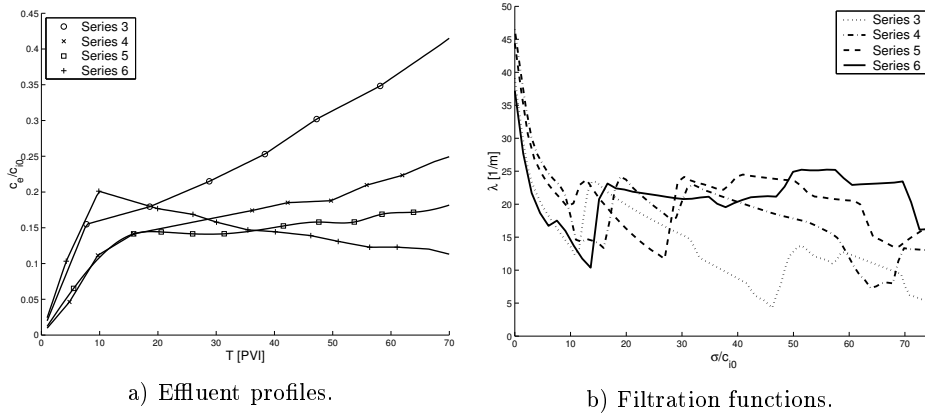 0.45
0.4
0.35
0.3
0.25
0.2
0.15
0.1
0.05
0
c_e/c_i0
0 10 20 30 40 50 60 70
T [PVI]
Series 3
Series 4
Series 5
Series 6
a) Effluent profiles.
50
45
40
35
30
25
20
15
10
5
0
λ [1/m]
0 10 20 30 40 50 60 70
σ/c_i0
Series 3
Series 4
Series 5
Series 6
b) Filtration functions.